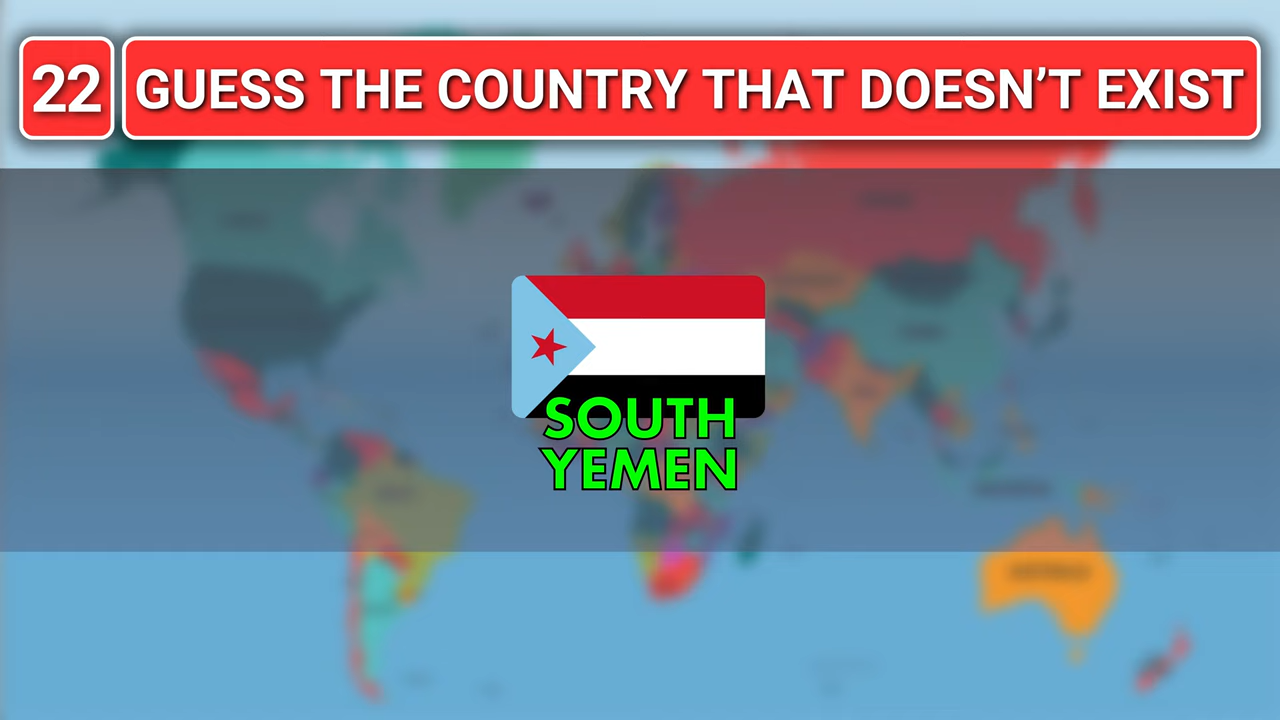 22
GUESS THE COUNTRY THAT DOESN’T EXIST
SOUTH
YEMEN